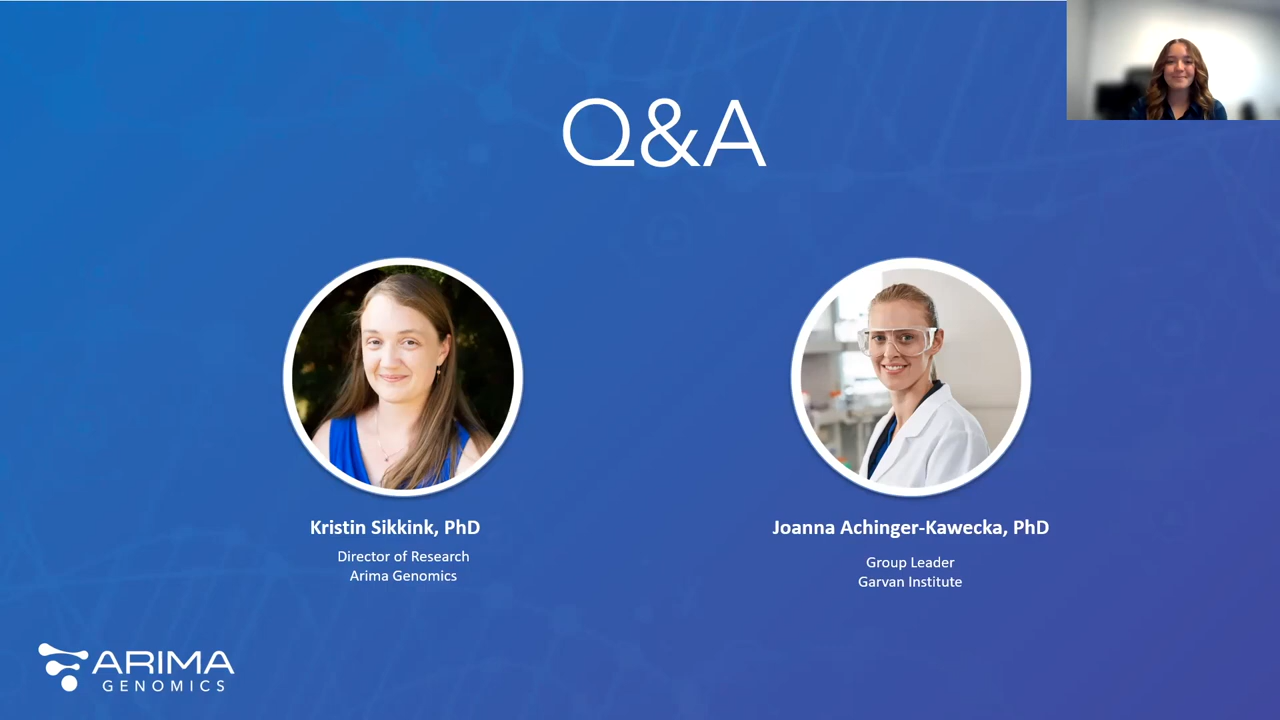 Q&A
Kristin Sikkink, PhD
Director of Research
Arima Genomics
Joanna Achinger-Kawecka, PhD
Group Leader
Garvan Institute
ARIMA
GENOMICS